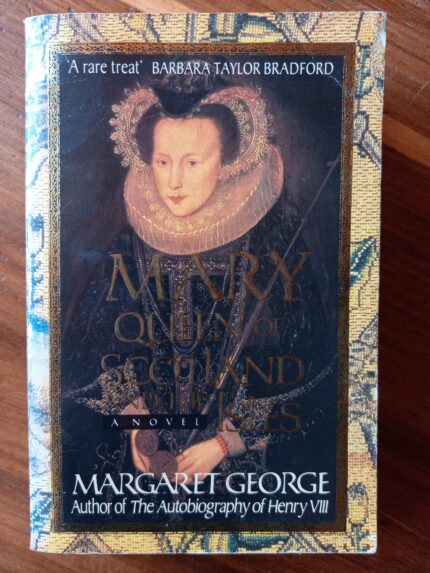 'A rare treat' BARBARA TAYLOR BRADFORD
MARY
QUEEN OF
SCOTLAND
& THE
ISLES
A NOVEL
MARGARET GEORGE
Author of The Autobiography of Henry VIII